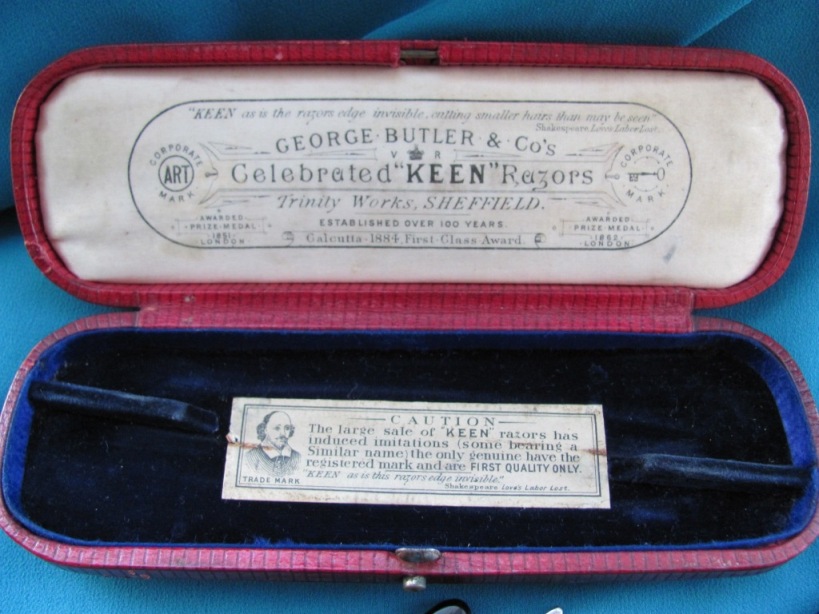 "KEEN as is the razors edge invisible, cutting smaller hairs than may be seen"
Shakespeare Loves Labor Lost.
GEORGE BUTLER & Co's
V R
Celebrated "KEEN" Razors
Trinity Works, SHEFFIELD.
ESTABLISHED OVER 100 YEARS.
Calcutta 1884 First Class Award
CORPORATE
ART
MARK
AWARDED
PRIZE MEDAL
1851
LONDON
CORPORATE
MARK
AWARDED
PRIZE MEDAL
1862
LONDON
CAUTION
The large sale of "KEEN" razors has
induced imitations (some bearing a
Similar name) the only genuine have the
registered mark and are FIRST QUALITY ONLY.
"KEEN as is this razors edge invisible."
Shakespeare Love's Labor Lost.
TRADE MARK